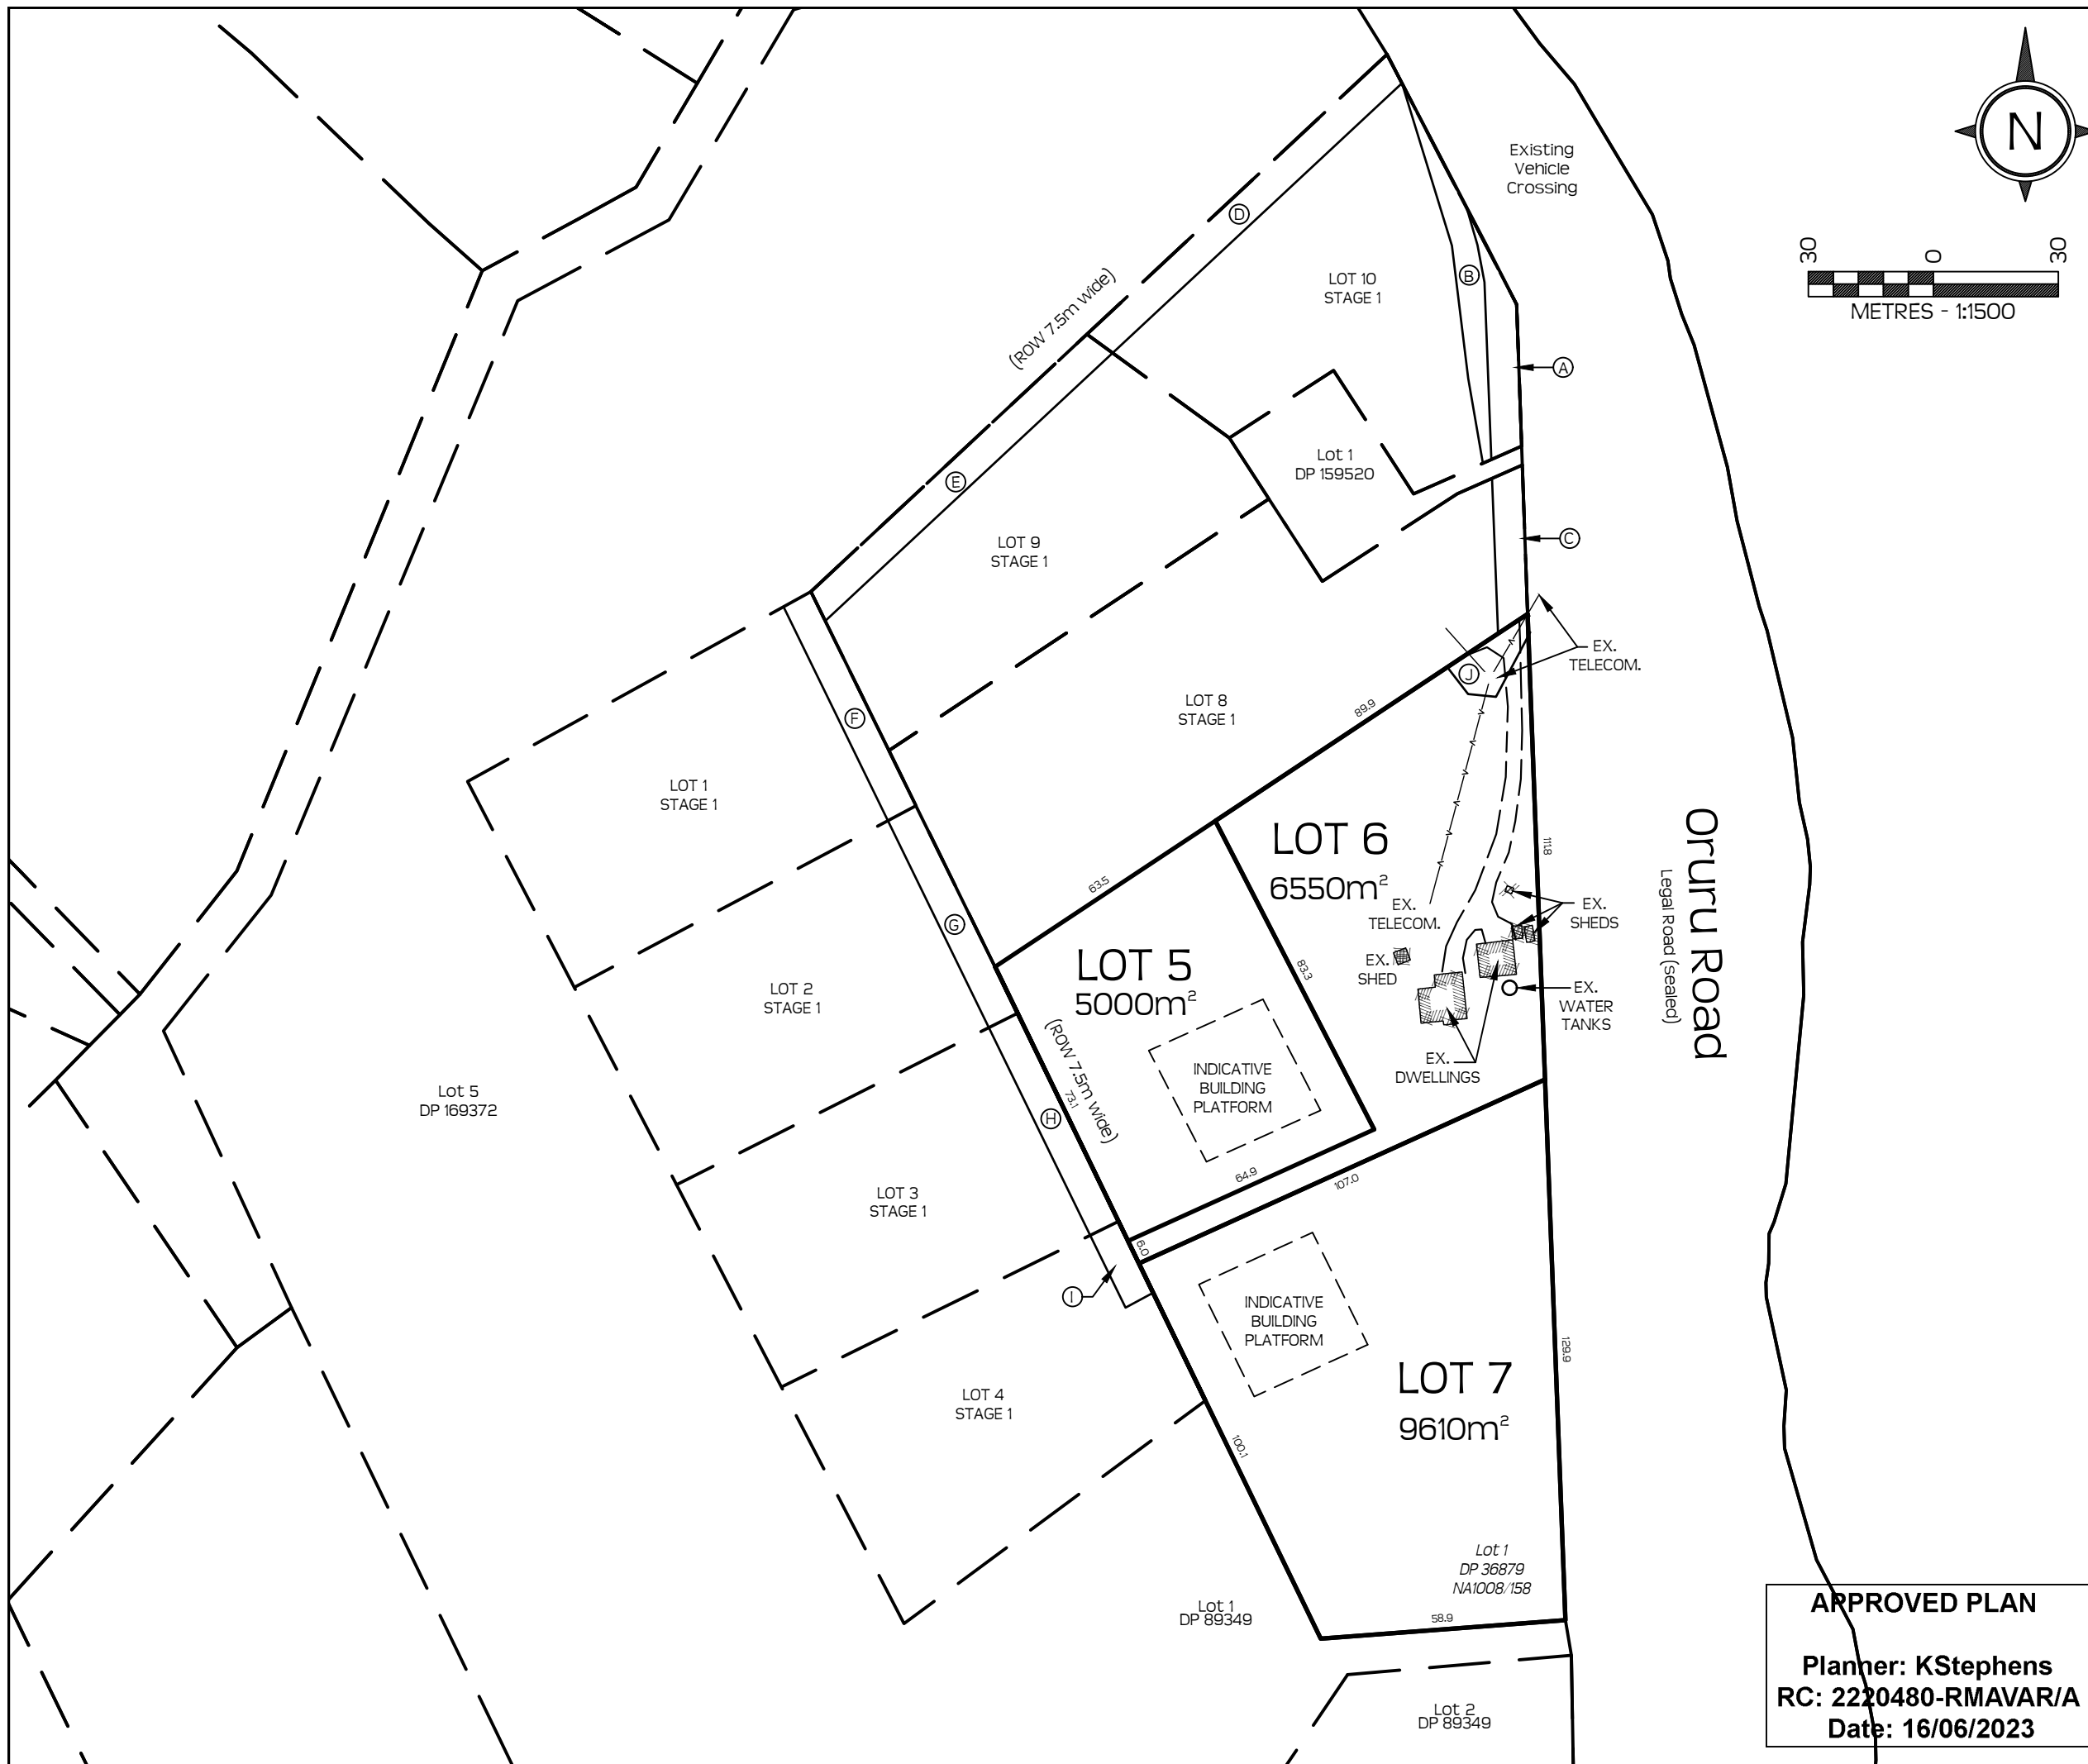 N
Existing
Vehicle
Crossing
30 0 30
METRES - 1:1500
D
(ROW 7.5m wide)
LOT 10
STAGE 1
B
A
Lot 1
DP 159520
E
LOT 9
STAGE 1
C
EX.
TELECOM.
J
LOT 8
STAGE 1
89.9
F
LOT 1
STAGE 1
LOT 6
6550m²
111.8
Oruru Road
Legal Road (sealed)
63.5
EX.
TELECOM.
EX.
SHEDS
G
LOT 5
5000m²
83.3
EX.
SHED
LOT 2
STAGE 1
EX.
WATER
TANKS
(ROW 7.5m wide)
73.1
INDICATIVE
BUILDING
PLATFORM
EX.
DWELLINGS
Lot 5
DP 169372
H
64.9
107.0
LOT 3
STAGE 1
6.0
I
INDICATIVE
BUILDING
PLATFORM
129.9
LOT 7
9610m²
LOT 4
STAGE 1
100.1
Lot 1
DP 36879
NA1008/158
Lot 1
DP 89349
58.9
Lot 2
DP 89349
APPROVED PLAN
Planner: KStephens
RC: 2220480-RMAVAR/A
Date: 16/06/2023